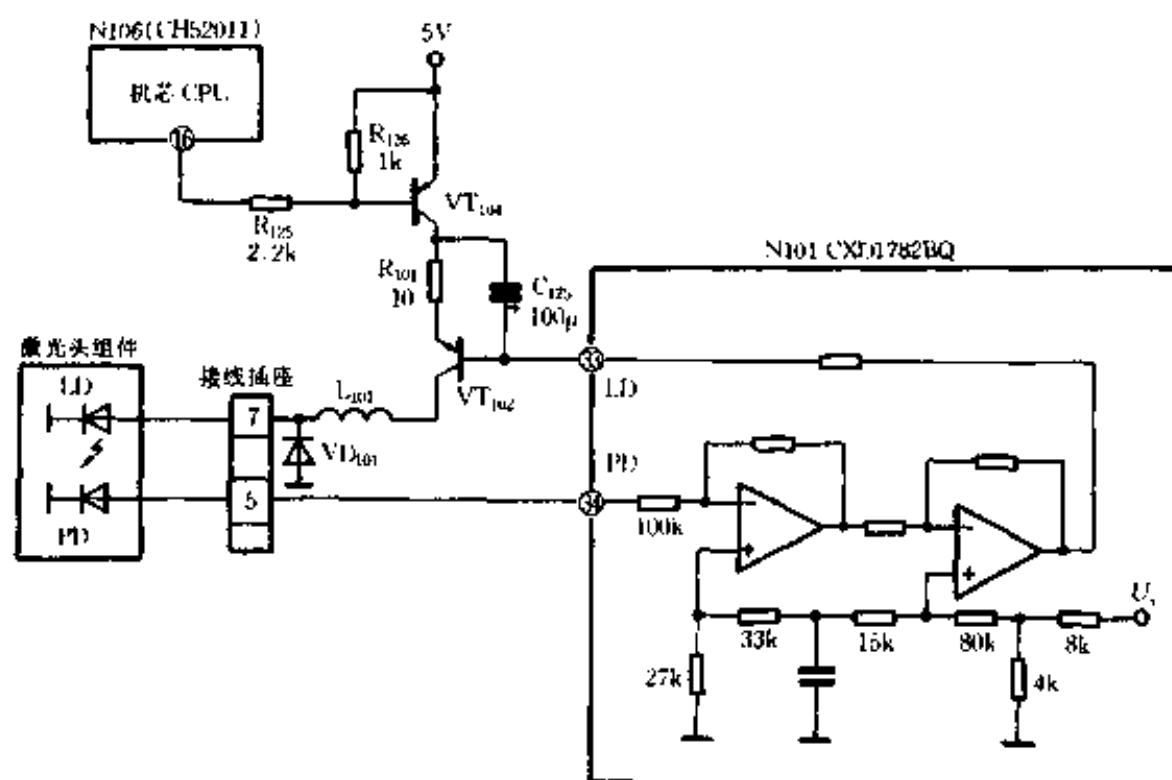 N106(CH52011)
机芯 CPU
16
5V
R126
1k
R125
2.2k
VT104
R101
10
C125
100μ
N101 CXD1782BQ
激光头组件
LD
PD
接线插座
7
5
L101
VD101
VT102
33
LD
PD
34
100k
−
+
−
+
33k
15k
80k
8k
27k
4k